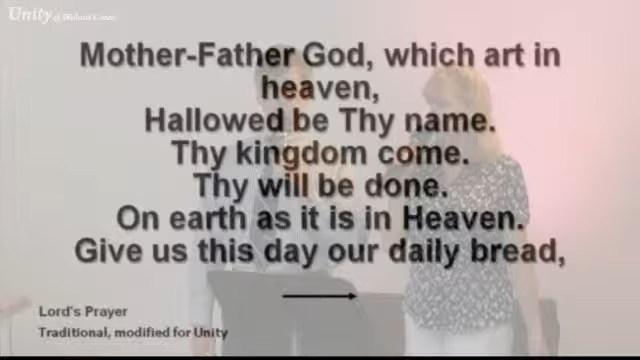 Unity of
Mother-Father God, which art in
heaven,
Hallowed be Thy name.
Thy kingdom come.
Thy will be done.
On earth as it is in Heaven.
Give us this day our daily bread,
Lord's Prayer
Traditional, modified for Unity